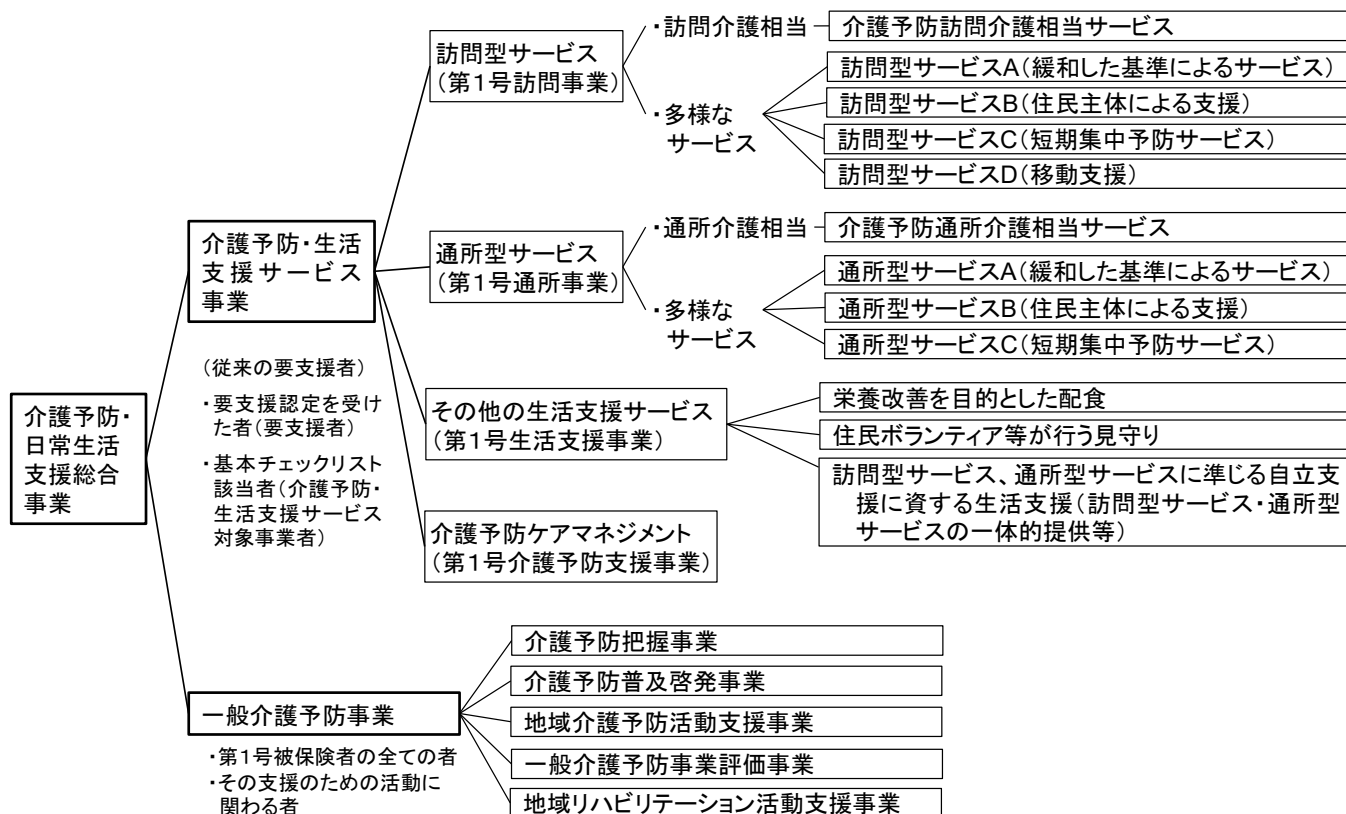 介護予防・
日常生活
支援総合
事業
介護予防・生活
支援サービス
事業
(従来の要支援者)
・要支援認定を受け
た者(要支援者)
・基本チェックリスト
該当者(介護予防・
生活支援サービス
対象事業者)
訪問型サービス
(第1号訪問事業)
・訪問介護相当
介護予防訪問介護相当サービス
・多様な
サービス
訪問型サービスA(緩和した基準によるサービス)
訪問型サービスB(住民主体による支援)
訪問型サービスC(短期集中予防サービス)
訪問型サービスD(移動支援)
通所型サービス
(第1号通所事業)
・通所介護相当
介護予防通所介護相当サービス
・多様な
サービス
通所型サービスA(緩和した基準によるサービス)
通所型サービスB(住民主体による支援)
通所型サービスC(短期集中予防サービス)
その他の生活支援サービス
(第1号生活支援事業)
栄養改善を目的とした配食
住民ボランティア等が行う見守り
訪問型サービス、通所型サービスに準じる自立支
援に資する生活支援(訪問型サービス・通所型
サービスの一体的提供等)
介護予防ケアマネジメント
(第1号介護予防支援事業)
一般介護予防事業
・第1号被保険者の全ての者
・その支援のための活動に
関わる者
介護予防把握事業
介護予防普及啓発事業
地域介護予防活動支援事業
一般介護予防事業評価事業
地域リハビリテーション活動支援事業